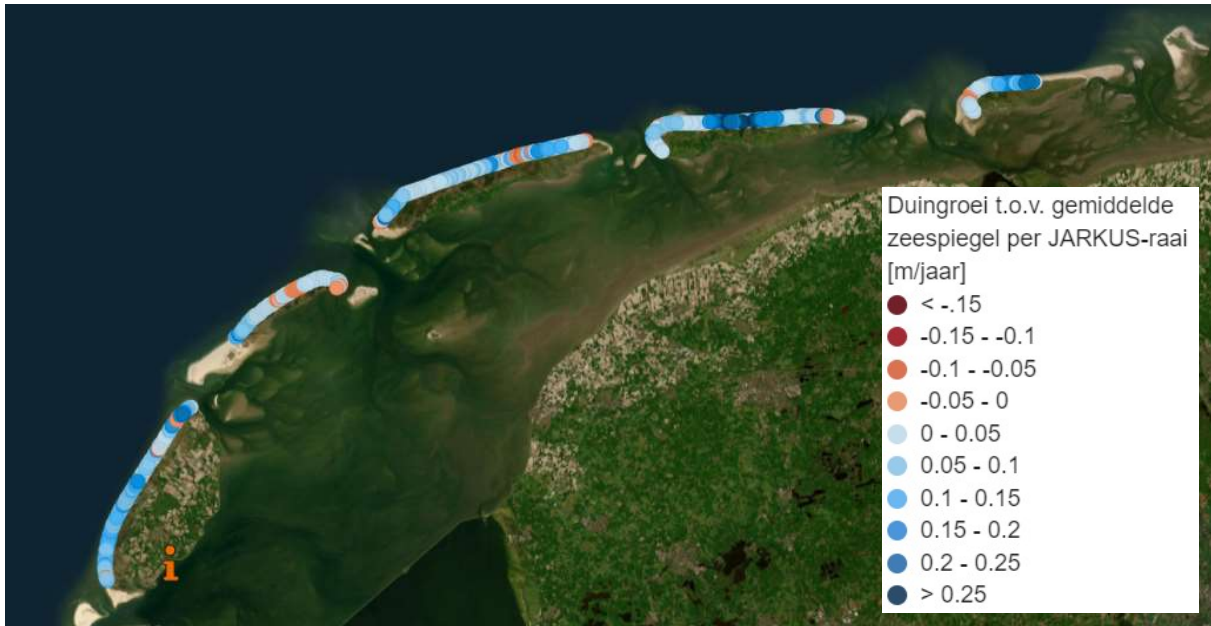 Duingroei t.o.v. gemiddelde
zeespiegel per JARKUS-raai
[m/jaar]
< -.15
-0.15 - -0.1
-0.1 - -0.05
-0.05 - 0
0 - 0.05
0.05 - 0.1
0.1 - 0.15
0.15 - 0.2
0.2 - 0.25
> 0.25
i